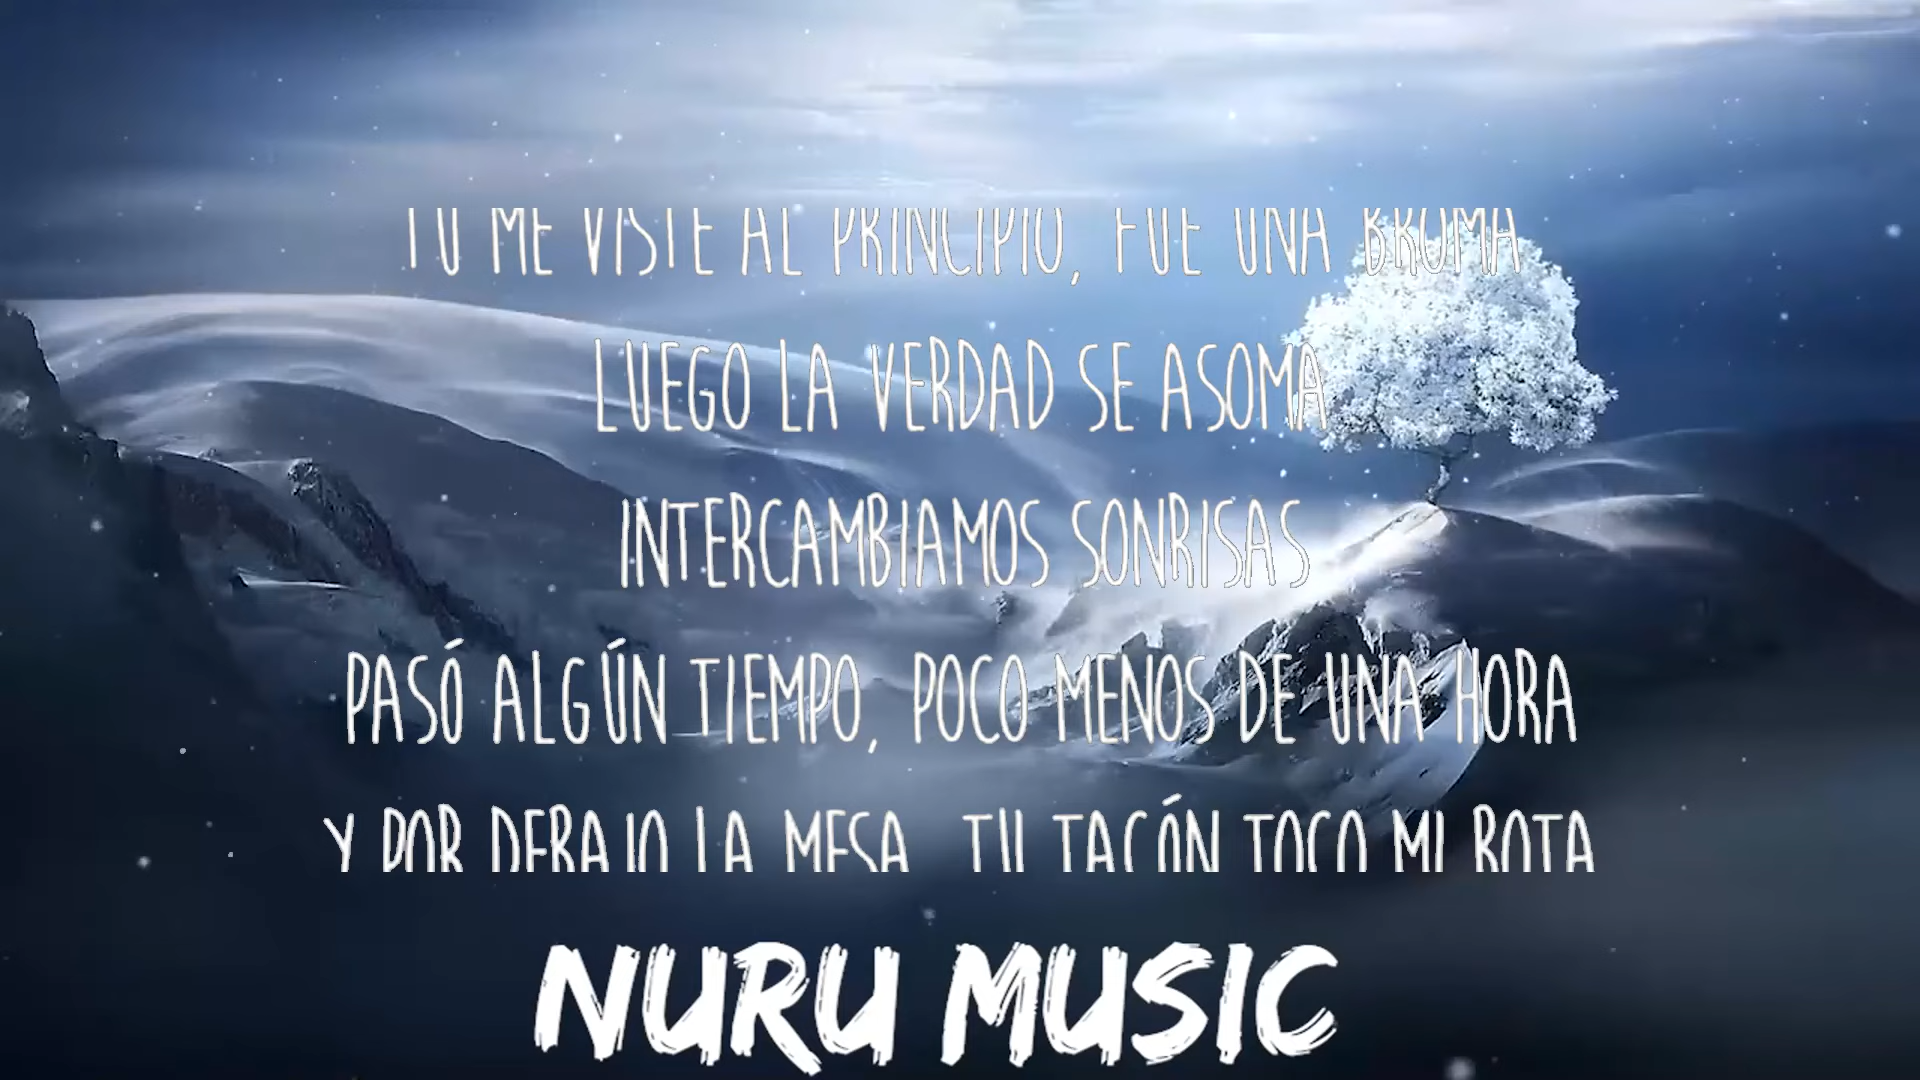 TU ME VISTE AL PRINCIPIO, FUE UNA BROMA
LUEGO LA VERDAD SE ASOMA
INTERCAMBIAMOS SONRISAS
PASÓ ALGÚN TIEMPO, POCO MENOS DE UNA HORA
Y POR DEBAJO LA MESA, TU TACÓN TOCO MI BOTA
NURU MUSIC